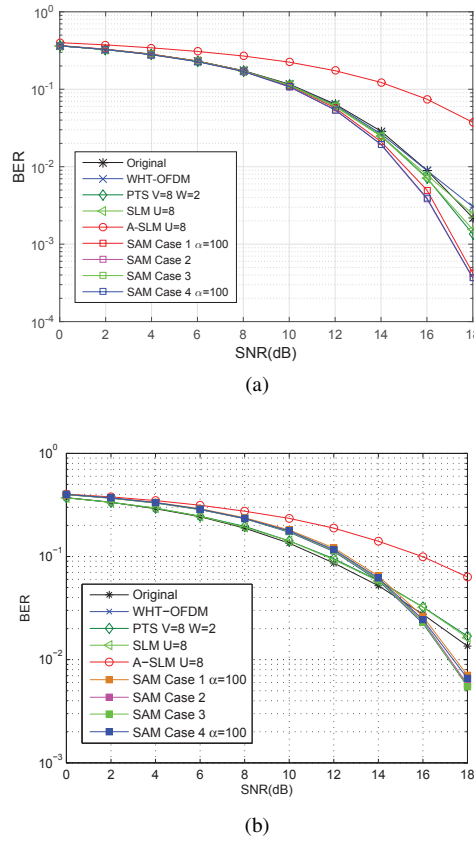 10^0
10^-1
10^-2
10^-3
10^-4
BER
Original
WHT-OFDM
PTS V=8 W=2
SLM U=8
A-SLM U=8
SAM Case 1 α=100
SAM Case 2
SAM Case 3
SAM Case 4 α=100
0 2 4 6 8 10 12 14 16 18
SNR(dB)
(a)
10^0
10^-1
10^-2
10^-3
BER
Original
WHT-OFDM
PTS V=8 W=2
SLM U=8
A-SLM U=8
SAM Case 1 α=100
SAM Case 2
SAM Case 3
SAM Case 4 α=100
0 2 4 6 8 10 12 14 16 18
SNR(dB)
(b)